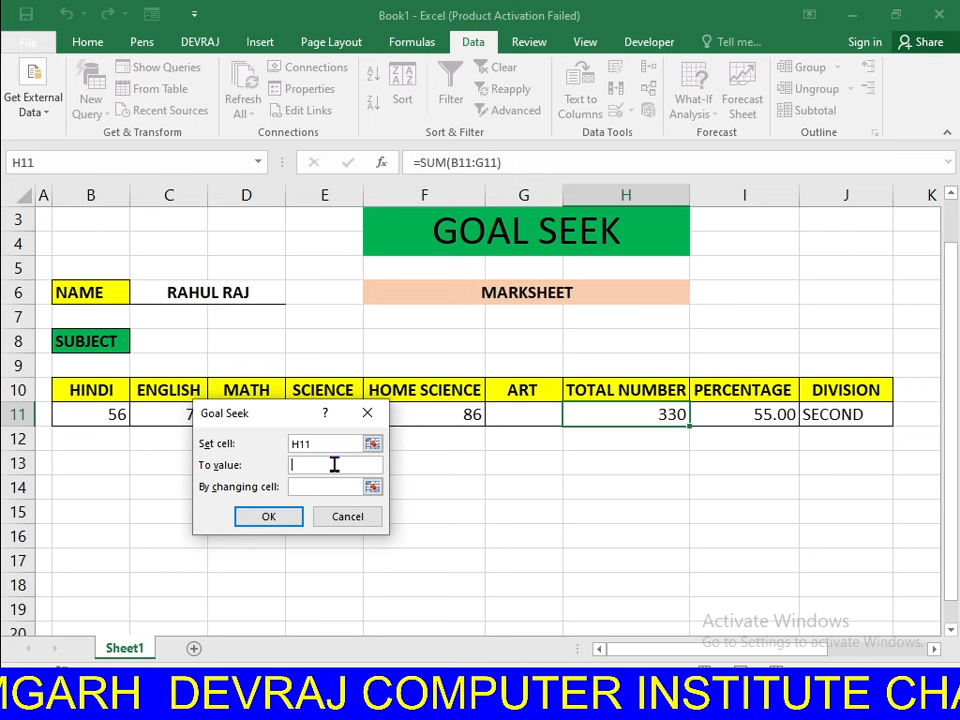 Book1 - Excel (Product Activation Failed)
File Home Pens DEVRAJ Insert Page Layout Formulas Data Review View Developer Tell me... Sign in Share
Get External Data
New Query
Show Queries
From Table
Recent Sources
Get & Transform
Refresh All
Connections
Properties
Edit Links
Connections
Sort
Filter
Clear
Reapply
Advanced
Sort & Filter
Text to Columns
Data Tools
What-If Analysis
Forecast Sheet
Forecast
Group
Ungroup
Subtotal
Outline
H11 fx =SUM(B11:G11)
A B C D E F G H I J K
3
4 GOAL SEEK
5
6 NAME RAHUL RAJ MARKSHEET
7
8 SUBJECT
9
10 HINDI ENGLISH MATH SCIENCE HOME SCIENCE ART TOTAL NUMBER PERCENTAGE DIVISION
11 56 7 86 330 55.00 SECOND
12
13
14
15
16
17
18
19
20
Goal Seek ? 
Set cell: H11
To value:
By changing cell:
OK Cancel
Activate Windows
Go to Settings to activate Windows.
Sheet1
MGARH DEVRAJ COMPUTER INSTITUTE CHA